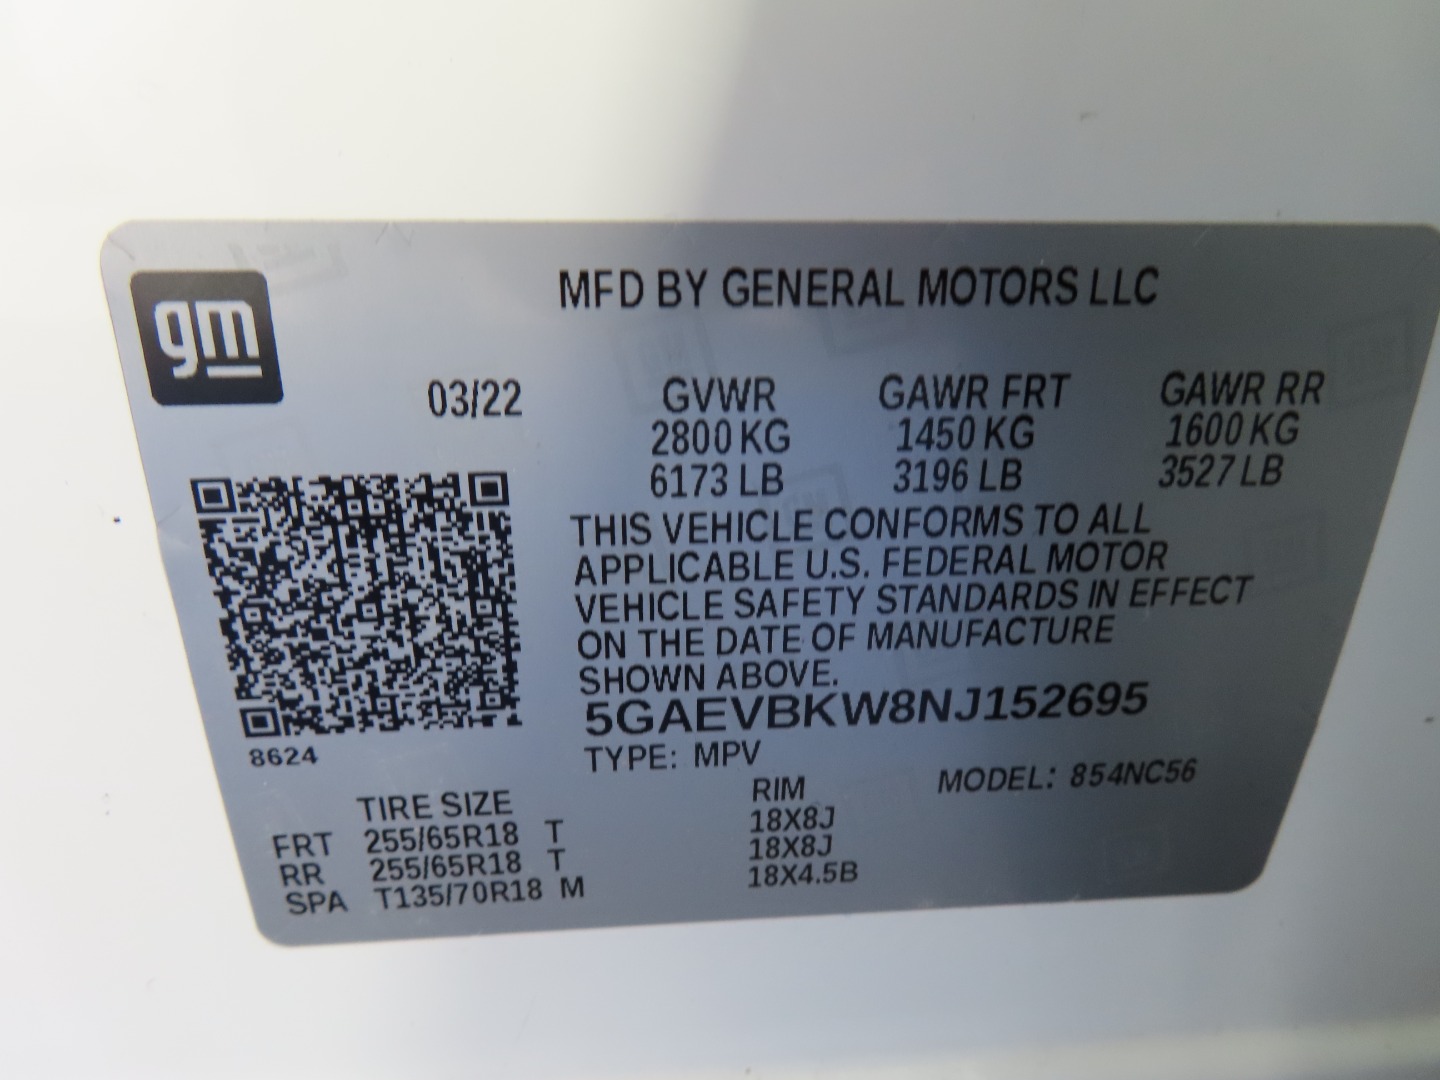 gm
MFD BY GENERAL MOTORS LLC
03/22
GVWR GAWR FRT GAWR RR
2800 KG 1450 KG 1600 KG
6173 LB 3196 LB 3527 LB
THIS VEHICLE CONFORMS TO ALL
APPLICABLE U.S. FEDERAL MOTOR
VEHICLE SAFETY STANDARDS IN EFFECT
ON THE DATE OF MANUFACTURE
SHOWN ABOVE.
5GAEVBKW8NJ152695
8624
TYPE: MPV
MODEL: 854NC56
TIRE SIZE RIM
FRT 255/65R18 T 18X8J
RR 255/65R18 T 18X8J
SPA T135/70R18 M 18X4.5B